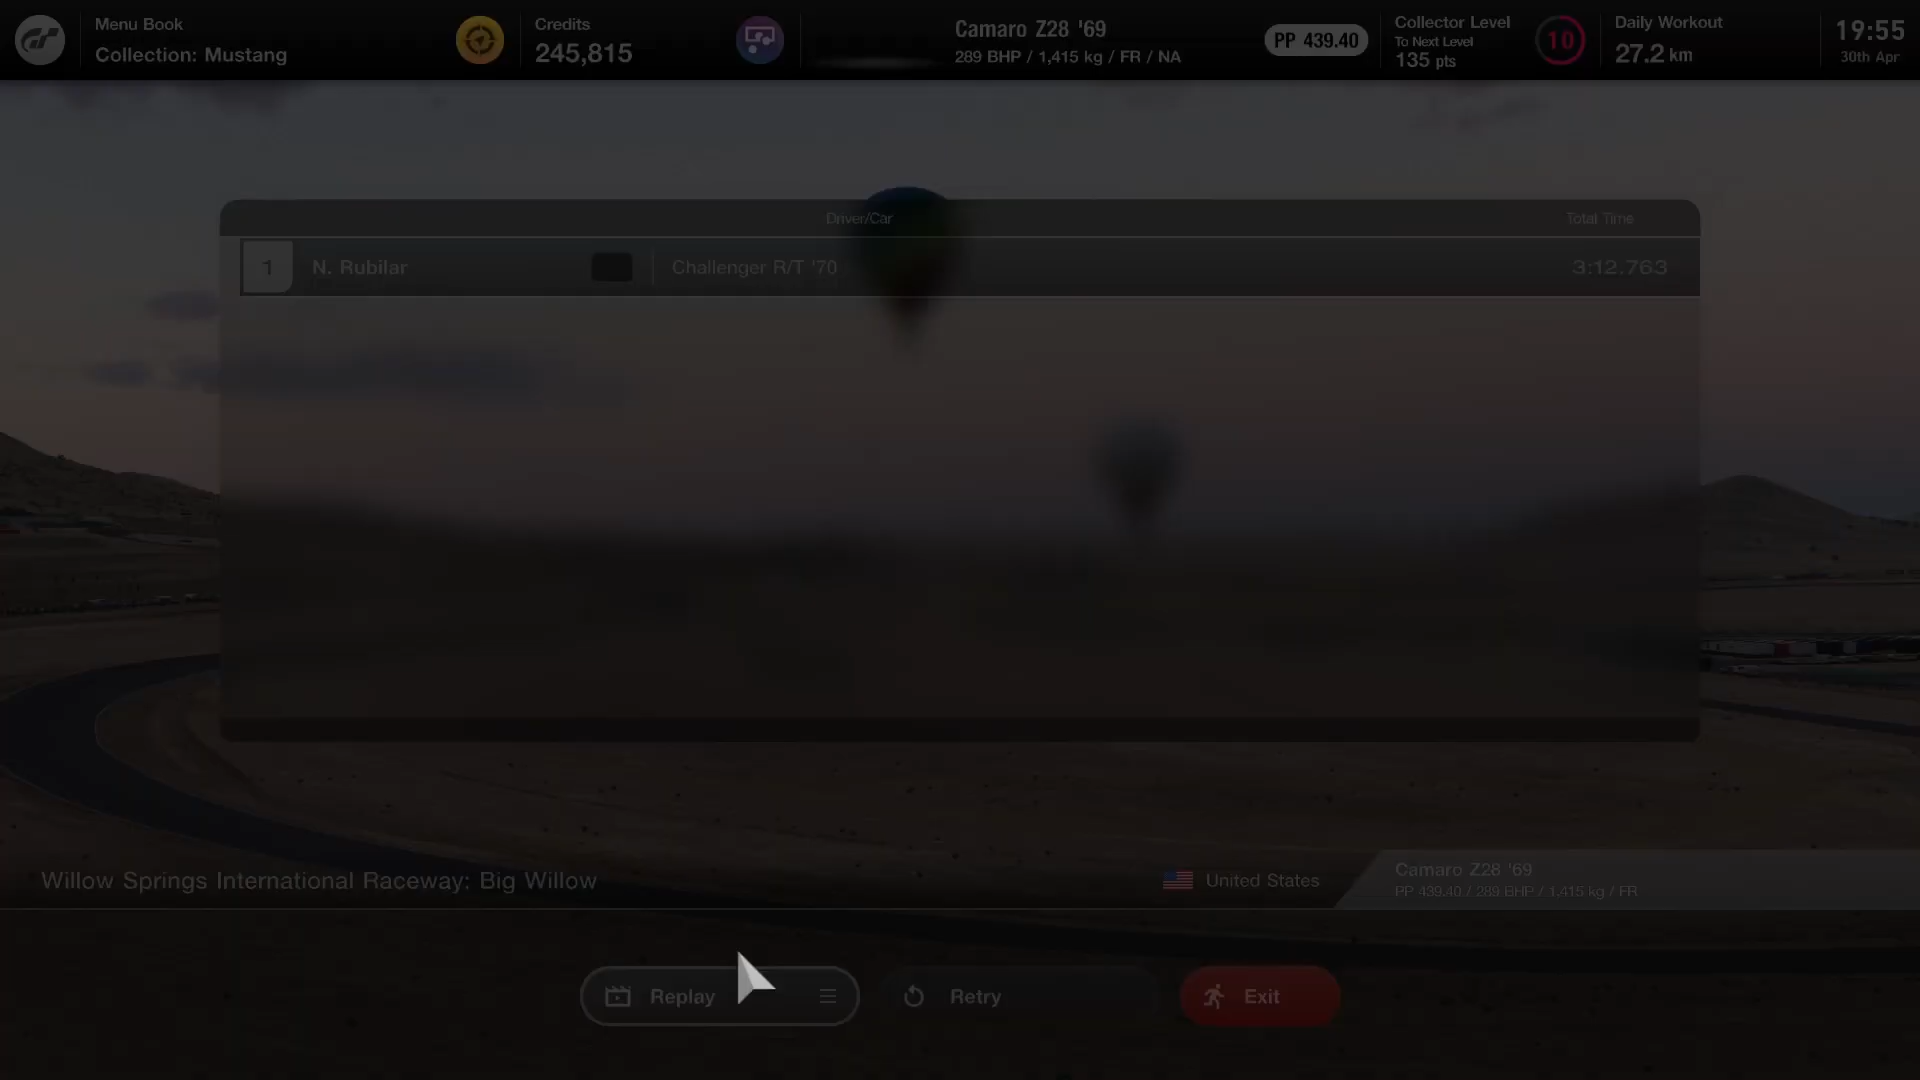 Menu Book
Collection: Mustang
Credits
245,815
Camaro Z28 '69
289 BHP / 1,415 kg / FR / NA
PP 439.40
Collector Level
To Next Level
135 pts
10
Daily Workout
27.2 km
19:55
30th Apr
Driver/Car
Total Time
1 N. Rubilar Challenger R/T '70 3:12.763
Willow Springs International Raceway: Big Willow
United States
Camaro Z28 '69
PP 439.40 / 289 BHP / 1,415 kg / FR
Replay
Retry
Exit